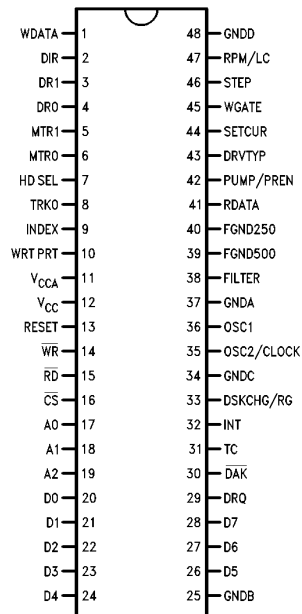 WDATA 1 48 GNDD
DIR 2 47 RPM/LC
DR1 3 46 STEP
DR0 4 45 WGATE
MTR1 5 44 SETCUR
MTR0 6 43 DRVTYP
HD SEL 7 42 PUMP/PREN
TRK0 8 41 RDATA
INDEX 9 40 FGND250
WRT PRT 10 39 FGND500
VCCA 11 38 FILTER
VCC 12 37 GNDA
RESET 13 36 OSC1
W̅R̅ 14 35 OSC2/CLOCK
R̅D̅ 15 34 GNDC
C̅S̅ 16 33 DSKCHG/RG
A0 17 32 INT
A1 18 31 TC
A2 19 30 D̅A̅K̅
D0 20 29 DRQ
D1 21 28 D7
D2 22 27 D6
D3 23 26 D5
D4 24 25 GNDB